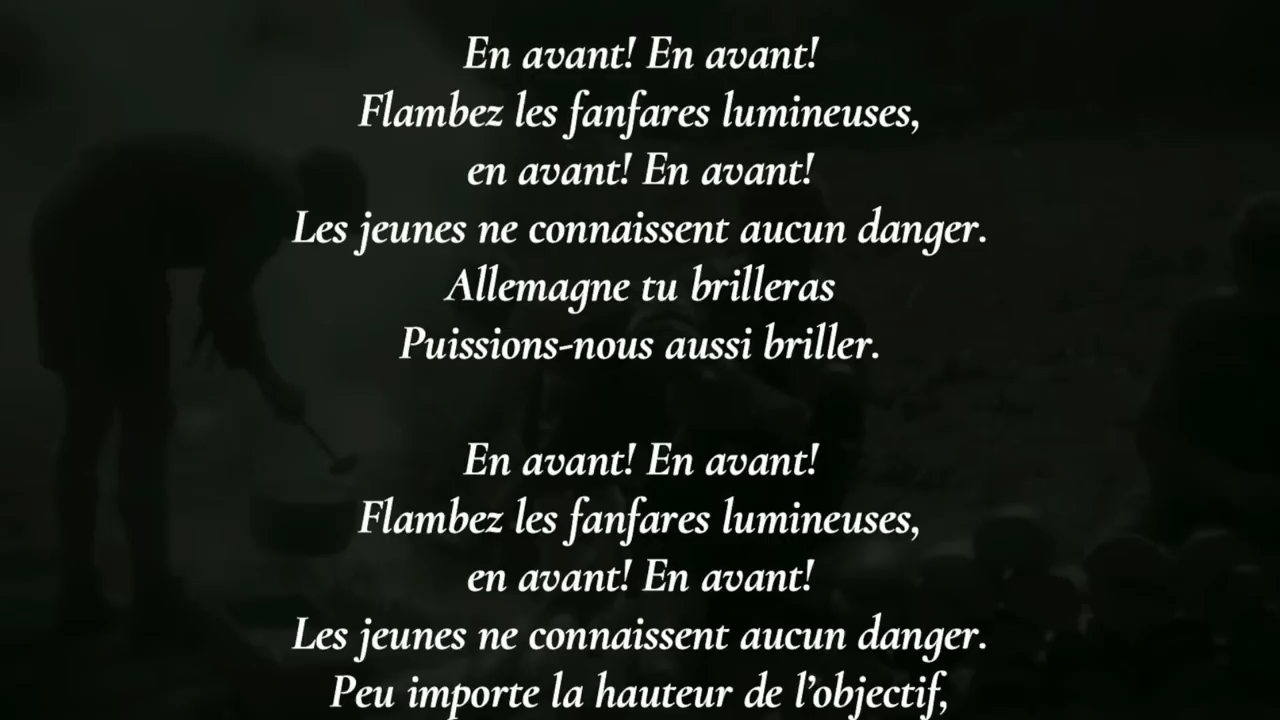 En avant! En avant!
Flambez les fanfares lumineuses,
en avant! En avant!
Les jeunes ne connaissent aucun danger.
Allemagne tu brilleras
Puissions-nous aussi briller.
En avant! En avant!
Flambez les fanfares lumineuses,
en avant! En avant!
Les jeunes ne connaissent aucun danger.
Peu importe la hauteur de l’objectif,